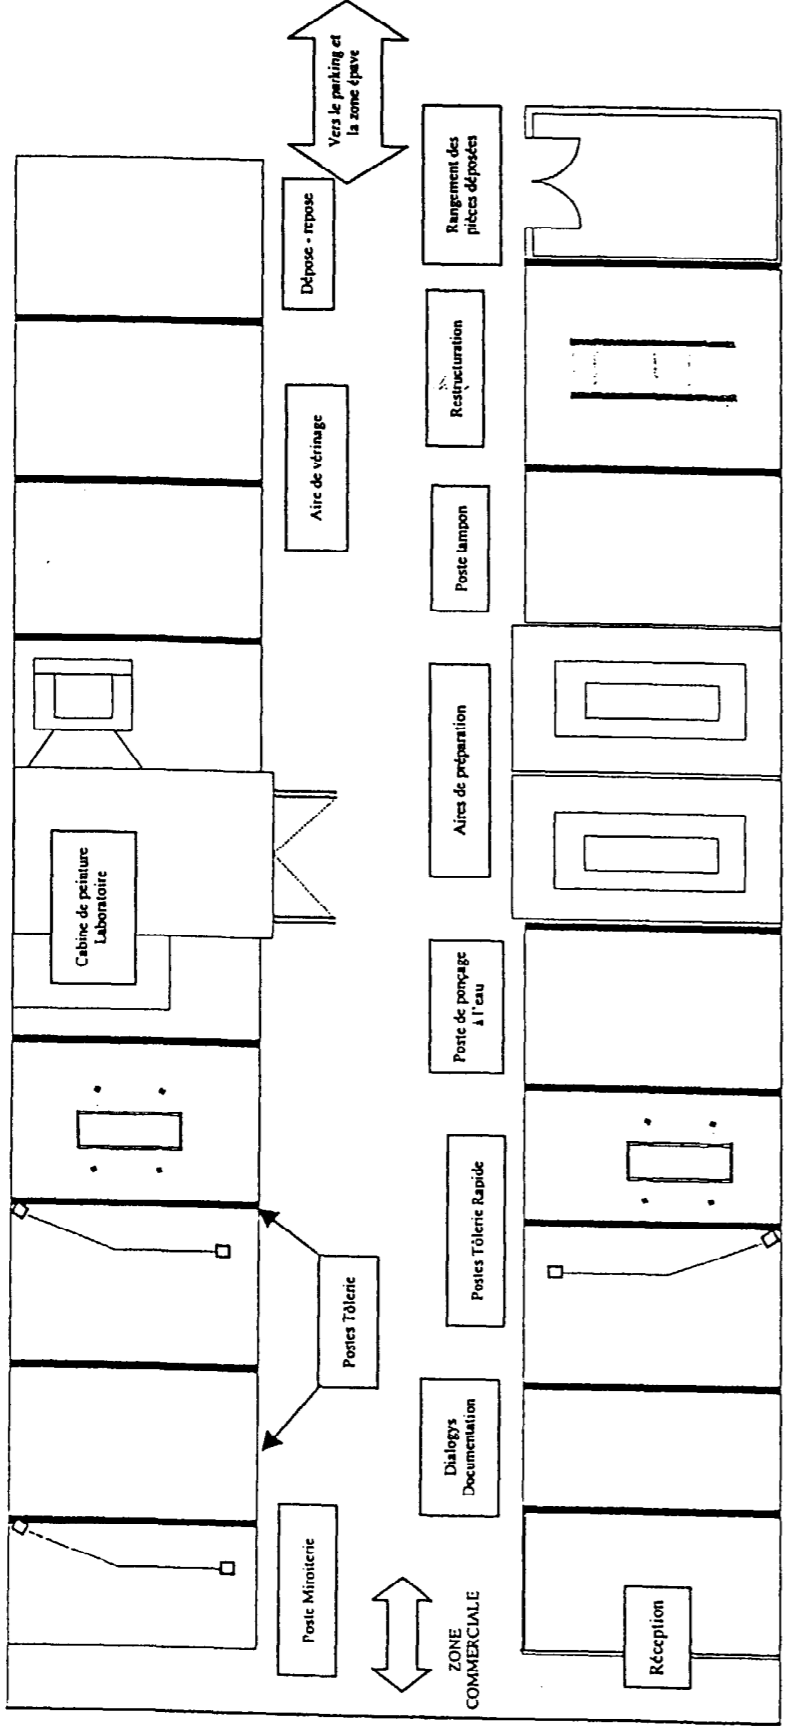 Vers le parking et
la zone épave
Dépose - repose
Rangement des
pièces déposées
Aire de vérinage
Restructuration
Poste lampon
Cabine de peinture
Laboratoire
Aires de préparation
Poste de ponçage
à l'eau
Postes Tôlerie
Postes Tôlerie Rapide
Dialogys
Documentation
Poste Miroiterie
ZONE
COMMERCIALE
Réception